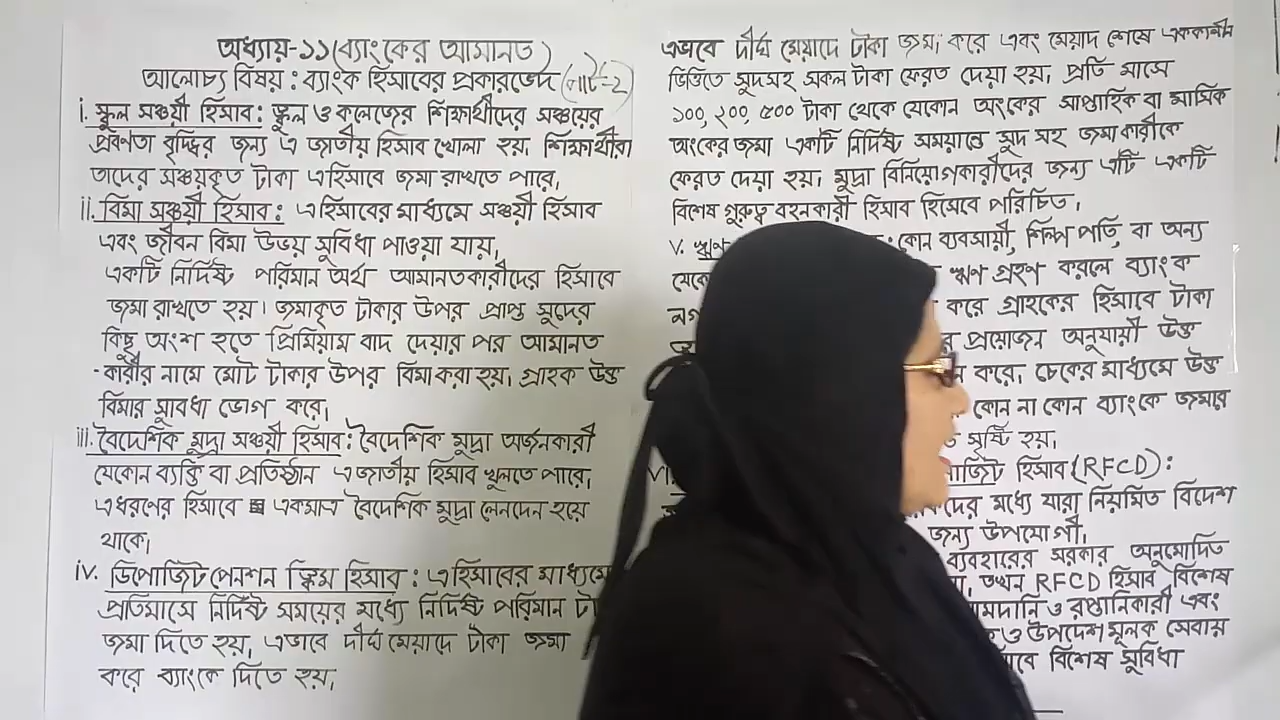 অধ্যায়-১১(ব্যাংকের আমানত)
আলোচ্য বিষয় : ব্যাংক হিসাবের প্রকারভেদ (পার্ট-2)
i. স্কুল সঞ্চয়ী হিসাব: স্কুল ও কলেজের শিক্ষার্থীদের সঞ্চয়ের
প্রবণতা বৃদ্ধির জন্য এ জাতীয় হিসাব খোলা হয়। শিক্ষার্থীরা
তাদের সঞ্চয়কৃত টাকা এহিসাবে জমা রাখতে পারে।
ii. বিমা সঞ্চয়ী হিসাব: এহিসাবের মাধ্যমে সঞ্চয়ী হিসাব
এবং জীবন বিমা উভয় সুবিধা পাওয়া যায়।
একটি নির্দিষ্ট পরিমান অর্থ আমানতকারীদের হিসাবে
জমা রাখতে হয়। জমাকৃত টাকার উপর প্রাপ্ত সুদের
কিছু অংশ হতে প্রিমিয়াম বাদ দেয়ার পর আমানত
-কারীর নামে মোট টাকার উপর বিমা করা হয়। গ্রাহক উক্ত
বিমার সুবিধা ভোগ করে।
iii. বৈদেশিক মুদ্রা সঞ্চয়ী হিসাব: বৈদেশিক মুদ্রা অর্জনকারী
যেকোন ব্যক্তি বা প্রতিষ্ঠান এজাতীয় হিসাব খুলতে পারে।
এধরণের হিসাবে একমাত্র বৈদেশিক মুদ্রা লেনদেন হয়ে
থাকে।
iv. ডিপোজিট পেনশন স্কিম হিসাব : এহিসাবের মাধ্যমে
প্রতিমাসে নির্দিষ্ট সময়ের মধ্যে নির্দিষ্ট পরিমান
জমা দিতে হয়। এভাবে দীর্ঘ মেয়াদে টাকা জমা
করে ব্যাংকে দিতে হয়।
এভাবে দীর্ঘ মেয়াদে টাকা জমা করে এবং মেয়াদ শেষে এককালীন
ভিত্তিতে সুদসহ সকল টাকা ফেরত দেয়া হয়। প্রতি মাসে
১০০, ২০০, ৫০০ টাকা থেকে যেকোন অংকের সাপ্তাহিক বা মাসিক
অংকের জমা একটি নির্দিষ্ট সময়ান্তে সুদ সহ জমাকারীকে
ফেরত দেয়া হয়। মুদ্রা বিনিয়োগকারীদের জন্য এটি একটি
বিশেষ গুরুত্ব বহনকারী হিসাব হিসেবে পরিচিত।
v. ঋণ : কোন ব্যবসায়ী, শিল্প পতি, বা অন্য
ঋণ গ্রহণ করলে ব্যাংক
করে গ্রাহকের হিসাবে টাকা
প্রয়োজন অনুযায়ী উক্ত
করে। চেকের মাধ্যমে উক্ত
কোন না কোন ব্যাংকে জমার
সৃষ্টি হয়।
হিসাব (RFCD):
মধ্যে যারা নিয়মিত বিদেশ
জন্য উপযোগী।
ব্যবহারের সরকার অনুমোদিত
তখন RFCD হিসাব বিশেষ
ও রপ্তানিকারী এবং
ও উপদেশ মূলক সেবায়
বিশেষ সুবিধা